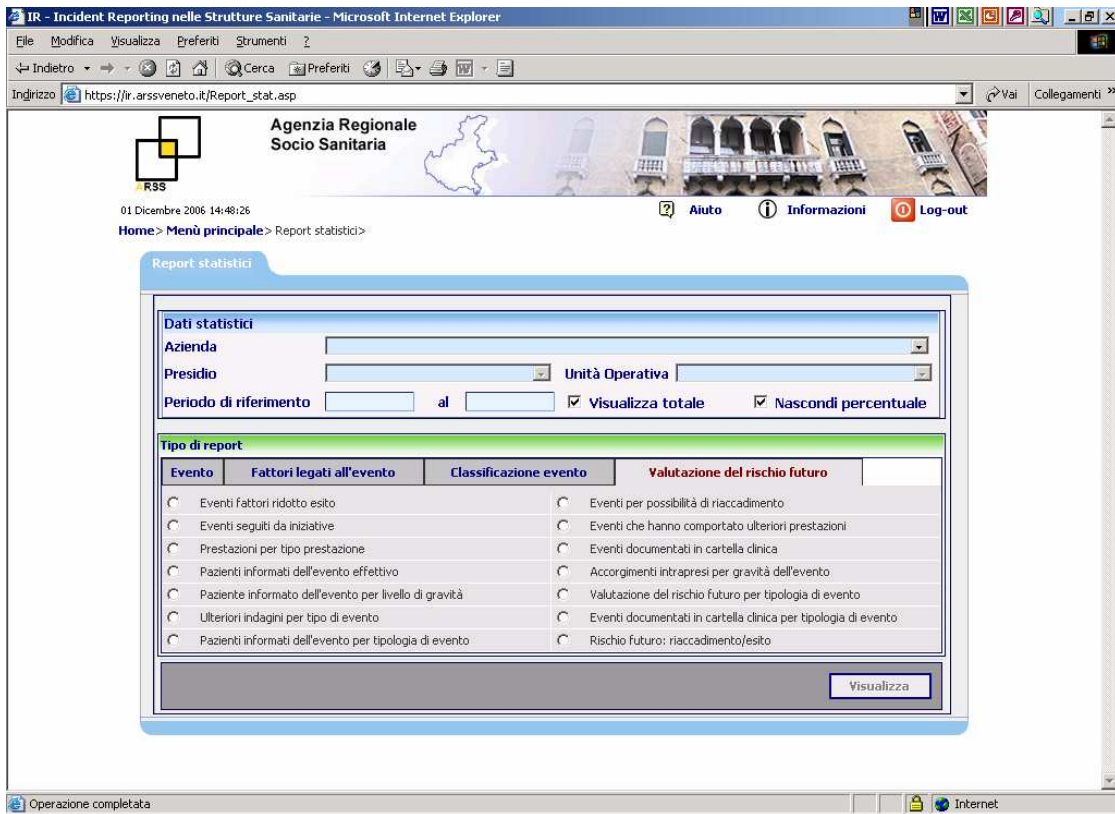 IR - Incident Reporting nelle Strutture Sanitarie - Microsoft Internet Explorer
File Modifica Visualizza Preferiti Strumenti ?
Indietro Cerca Preferiti
Indirizzo https://ir.arssveneto.it/Report_stat.asp Vai Collegamenti »
Agenzia Regionale
Socio Sanitaria
ARSS
01 Dicembre 2006 14:48:26 Aiuto Informazioni Log-out
Home> Menù principale> Report statistici>
Report statistici
Dati statistici
Azienda
Presidio Unità Operativa
Periodo di riferimento al Visualizza totale Nascondi percentuale
Tipo di report
Evento Fattori legati all'evento Classificazione evento Valutazione del rischio futuro
Eventi fattori ridotto esito Eventi per possibilità di riaccadimento
Eventi seguiti da iniziative Eventi che hanno comportato ulteriori prestazioni
Prestazioni per tipo prestazione Eventi documentati in cartella clinica
Pazienti informati dell'evento effettivo Accorgimenti intrapresi per gravità dell'evento
Paziente informato dell'evento per livello di gravità Valutazione del rischio futuro per tipologia di evento
Ulteriori indagini per tipo di evento Eventi documentati in cartella clinica per tipologia di evento
Pazienti informati dell'evento per tipologia di evento Rischio futuro: riaccadimento/esito
Visualizza
Operazione completata Internet